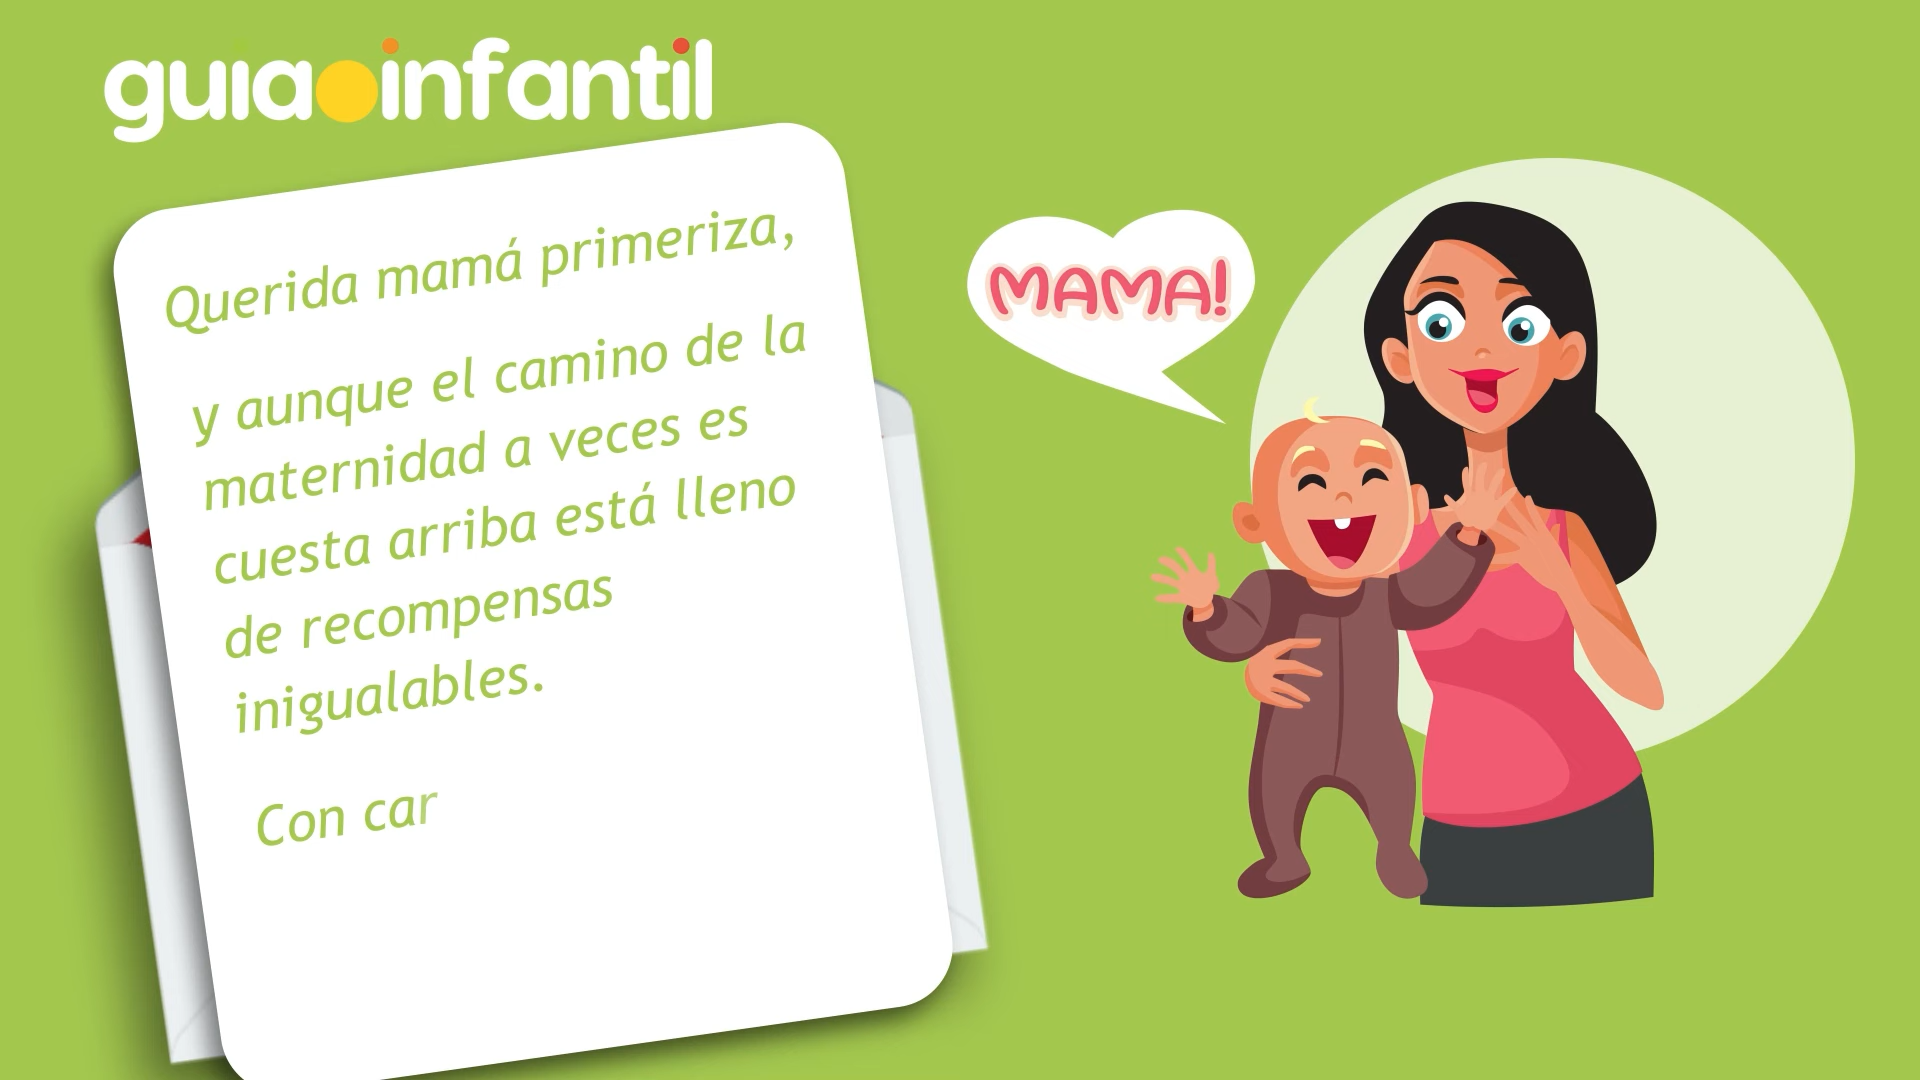 guiainfantil
Querida mamá primeriza,
y aunque el camino de la
maternidad a veces es
cuesta arriba está lleno
de recompensas
inigualables.
Con car
MAMA!